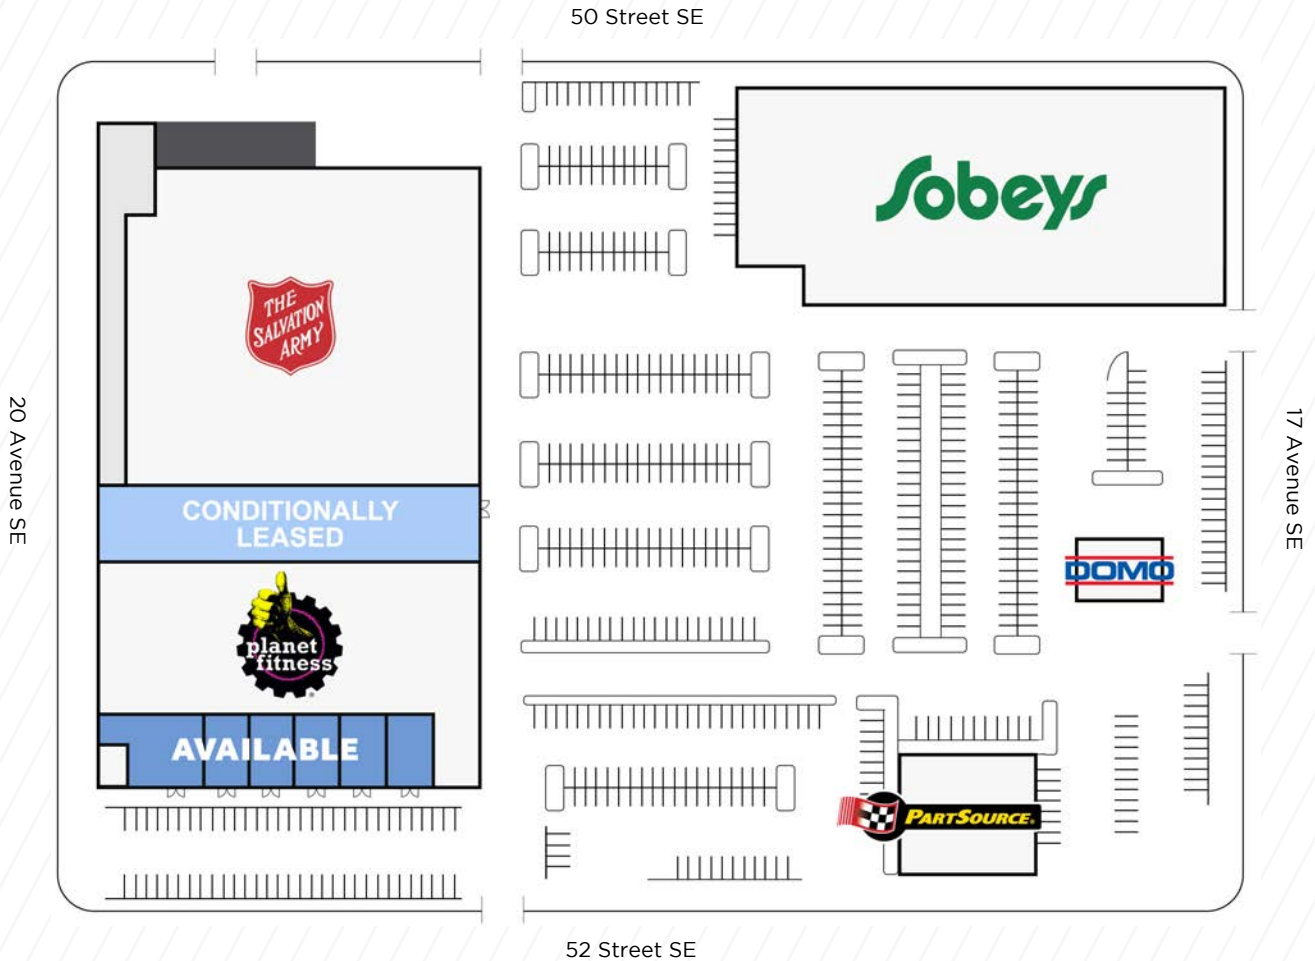 50 Street SE
Sobeys
THE
SALVATION
ARMY
20 Avenue SE
17 Avenue SE
CONDITIONALLY
LEASED
DOMO
planet
fitness
AVAILABLE
PARTSOURCE
52 Street SE